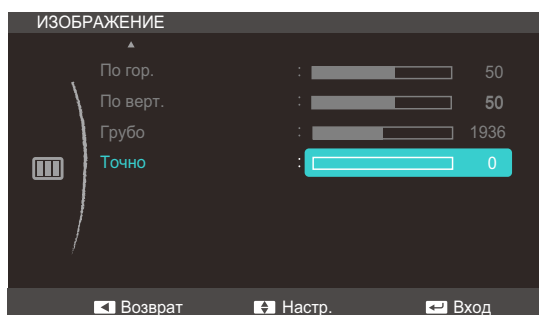 ИЗОБРАЖЕНИЕ
По гор. : 50
По верт. : 50
Грубо : 1936
Точно : 0
Возврат Настр. Вход